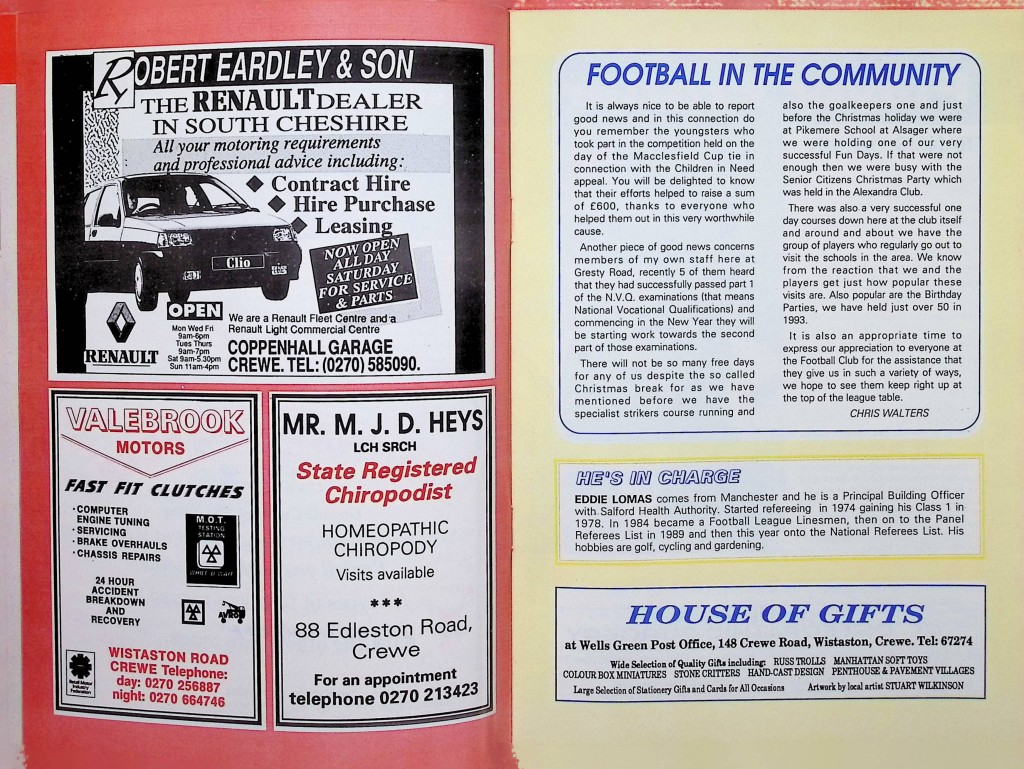 ROBERT EARDLEY & SON
THE RENAULT DEALER
IN SOUTH CHESHIRE
All your motoring requirements
and professional advice including:
◆ Contract Hire
◆ Hire Purchase
◆ Leasing
NOW OPEN
ALL DAY
SATURDAY
FOR SERVICE
& PARTS
Clio
RENAULT
OPEN
Mon Wed Fri
9am-6pm
Tues Thurs
9am-7pm
Sat 9am-5.30pm
Sun 11am-4pm
We are a Renault Fleet Centre and a
Renault Light Commercial Centre
COPPENHALL GARAGE
CREWE. TEL: (0270) 585090.
VALEBROOK
MOTORS
FAST FIT CLUTCHES
· COMPUTER
ENGINE TUNING
· SERVICING
· BRAKE OVERHAULS
· CHASSIS REPAIRS
M.O.T.
TESTING
STATION
WHILE U WAIT
24 HOUR
ACCIDENT
BREAKDOWN
AND
RECOVERY
AVRO
Retail Motor
Industry
Federation
WISTASTON ROAD
CREWE Telephone:
day: 0270 256887
night: 0270 664746
MR. M. J. D. HEYS
LCH SRCH
State Registered
Chiropodist
HOMEOPATHIC
CHIROPODY
Visits available
***
88 Edleston Road,
Crewe
For an appointment
telephone 0270 213423
FOOTBALL IN THE COMMUNITY
It is always nice to be able to report
good news and in this connection do
you remember the youngsters who
took part in the competition held on the
day of the Macclesfield Cup tie in
connection with the Children in Need
appeal. You will be delighted to know
that their efforts helped to raise a sum
of £600, thanks to everyone who
helped them out in this very worthwhile
cause.
Another piece of good news concerns
members of my own staff here at
Gresty Road, recently 5 of them heard
that they had successfully passed part 1
of the N.V.Q. examinations (that means
National Vocational Qualifications) and
commencing in the New Year they will
be starting work towards the second
part of those examinations.
There will not be so many free days
for any of us despite the so called
Christmas break for as we have
mentioned before we have the
specialist strikers course running and
also the goalkeepers one and just
before the Christmas holiday we were
at Pikemere School at Alsager where
we were holding one of our very
successful Fun Days. If that were not
enough then we were busy with the
Senior Citizens Christmas Party which
was held in the Alexandra Club.
There was also a very successful one
day courses down here at the club itself
and around and about we have the
group of players who regularly go out to
visit the schools in the area. We know
from the reaction that we and the
players get just how popular these
visits are. Also popular are the Birthday
Parties, we have held just over 50 in
1993.
It is also an appropriate time to
express our appreciation to everyone at
the Football Club for the assistance that
they give us in such a variety of ways,
we hope to see them keep right up at
the top of the league table.
CHRIS WALTERS
HE'S IN CHARGE
EDDIE LOMAS comes from Manchester and he is a Principal Building Officer
with Salford Health Authority. Started refereeing in 1974 gaining his Class 1 in
1978. In 1984 became a Football League Linesmen, then on to the Panel
Referees List in 1989 and then this year onto the National Referees List. His
hobbies are golf, cycling and gardening.
HOUSE OF GIFTS
at Wells Green Post Office, 148 Crewe Road, Wistaston, Crewe. Tel: 67274
Wide Selection of Quality Gifts including: RUSS TROLLS MANHATTAN SOFT TOYS
COLOUR BOX MINIATURES STONE CRITTERS HAND-CAST DESIGN PENTHOUSE & PAVEMENT VILLAGES
Large Selection of Stationery Gifts and Cards for All Occasions Artwork by local artist STUART WILKINSON